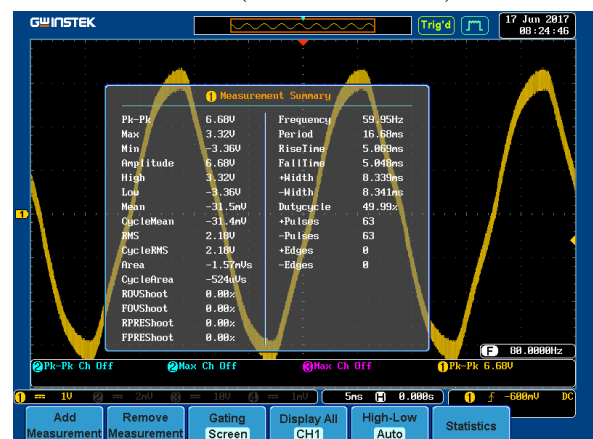 GWINSTEK
Trig'd
17 Jun 2017
08:24:46
1 Measurement Summary
Pk-Pk 6.68V Frequency 59.95Hz
Max 3.32V Period 16.68ms
Min -3.36V RiseTime 5.069ms
Amplitude 6.68V FallTime 5.048ms
High 3.32V +Width 8.339ms
Low -3.36V -Width 8.341ms
Mean -31.5mV Dutycycle 49.99%
CycleMean -31.4mV +Pulses 63
RMS 2.18V -Pulses 63
CycleRMS 2.18V +Edges 0
Area -1.57mVs -Edges 0
CycleArea -524uVs
ROVShoot 0.00%
FOVShoot 0.00%
RPREShoot 0.00%
FPREShoot 0.00%
1
F 80.0000Hz
2 Pk-Pk Ch Off 2 Max Ch Off 3 Max Ch Off 1 Pk-Pk 6.68V
1 1V 2 2mV 3 10V 4 1mV 5ms H 0.000s 1 -600mV DC
Add Measurement
Remove Measurement
Gating
Screen
Display All
CH1
High-Low
Auto
Statistics